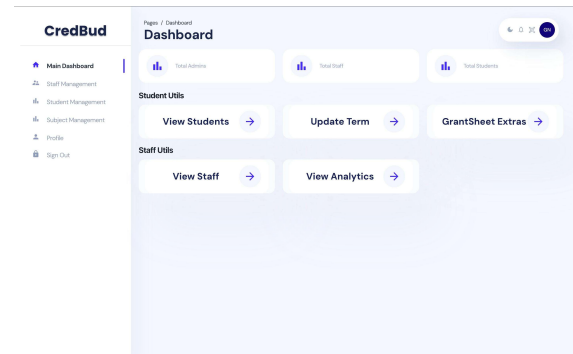 CredBud
Main Dashboard
Staff Management
Student Management
Subject Management
Profile
Sign Out
Pages / Dashboard
Dashboard
GN
Total Admins
Total Staff
Total Students
Student Utils
View Students
Update Term
GrantSheet Extras
Staff Utils
View Staff
View Analytics